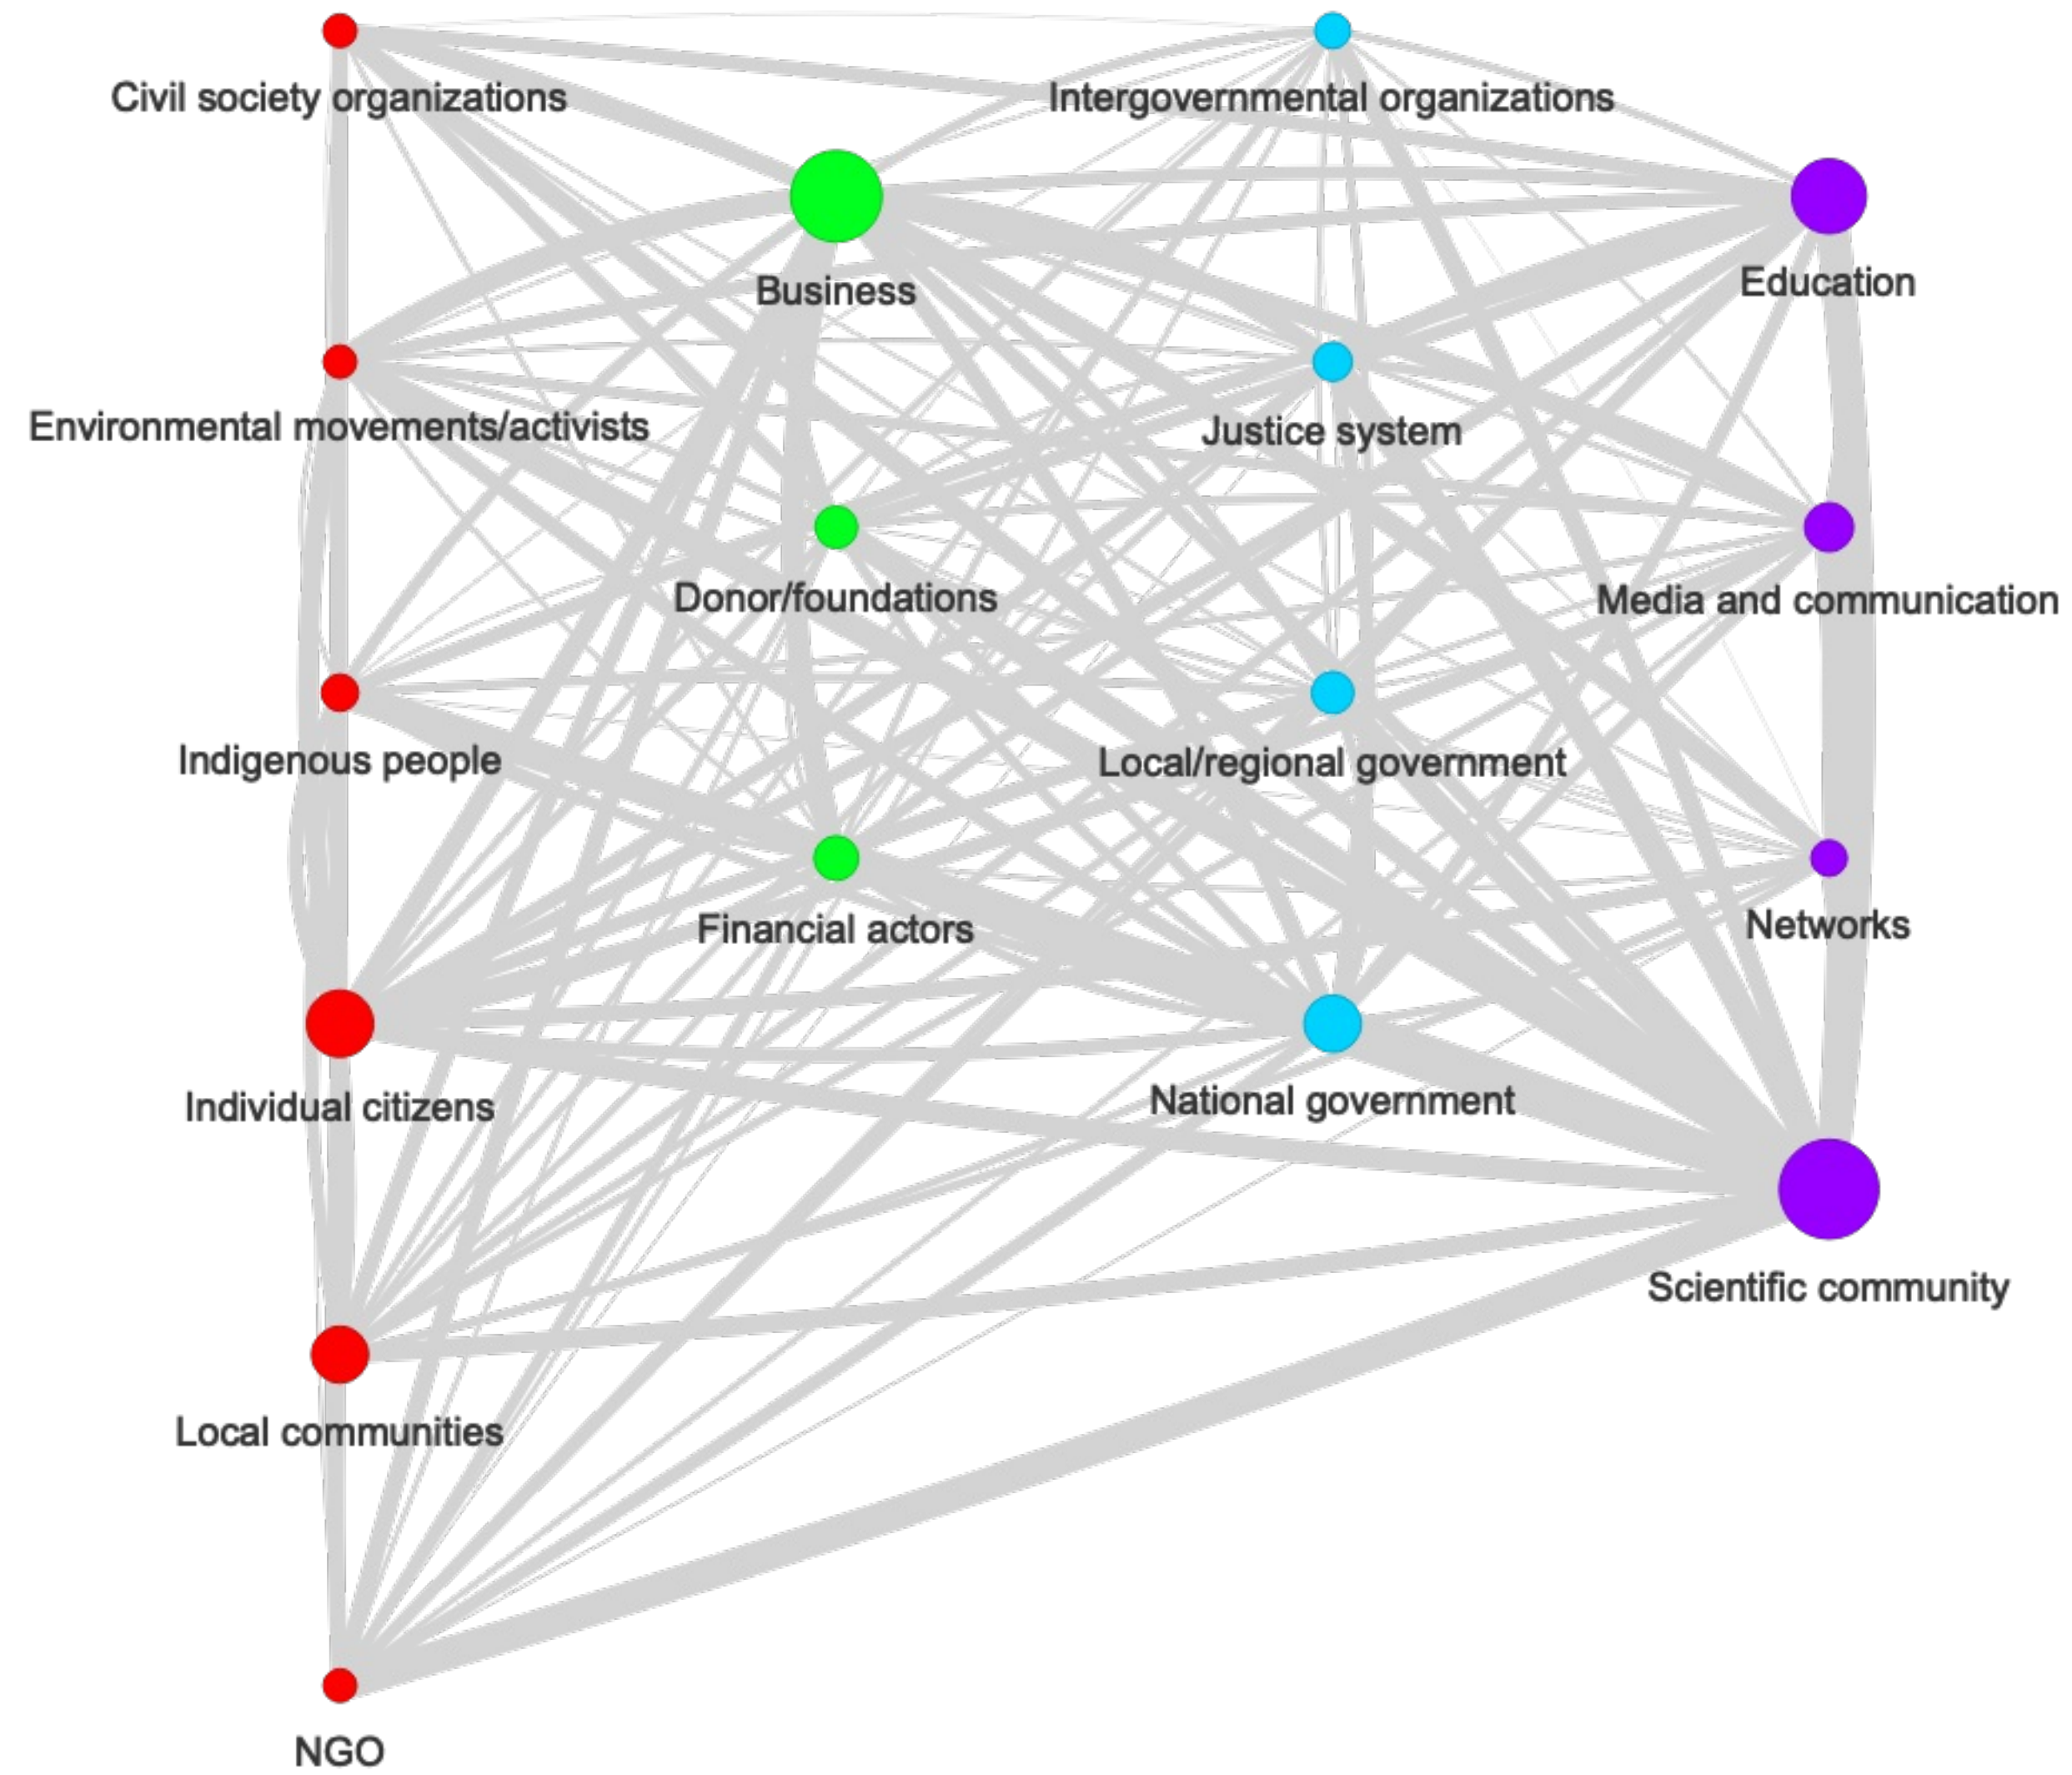 Civil society organizations
Intergovernmental organizations
Business
Education
Environmental movements/activists
Justice system
Donor/foundations
Media and communication
Indigenous people
Local/regional government
Financial actors
Networks
Individual citizens
National government
Scientific community
Local communities
NGO